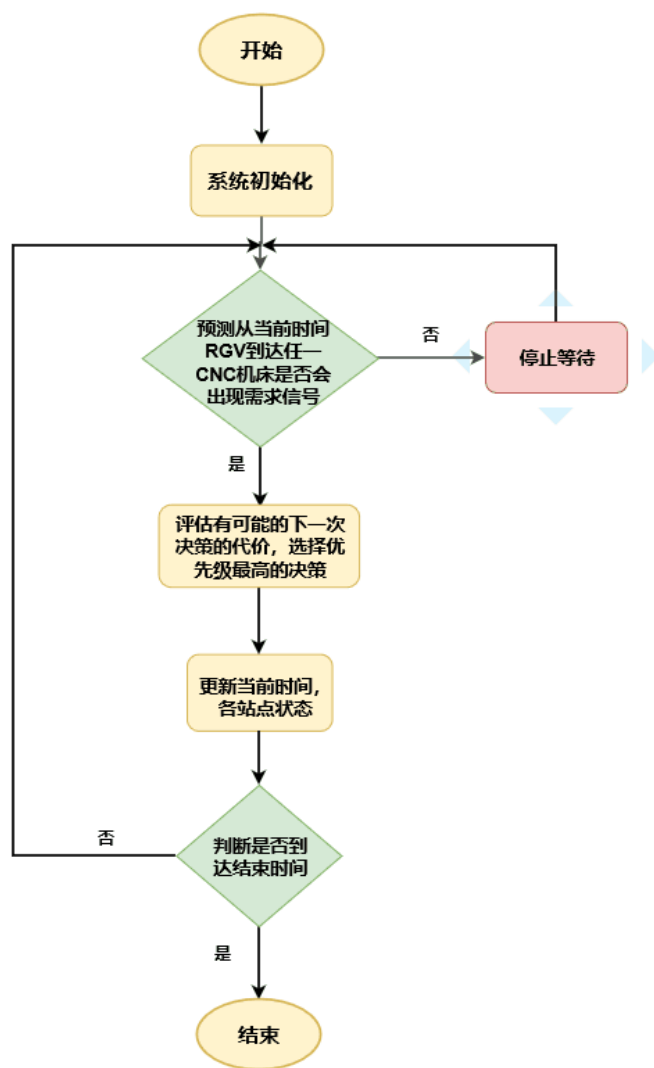 开始
系统初始化
预测从当前时间
RGV到达任一
CNC机床是否会
出现需求信号
否
停止等待
是
评估有可能的下一次
决策的代价，选择优
先级最高的决策
更新当前时间，
各站点状态
否
判断是否到
达结束时间
是
结束